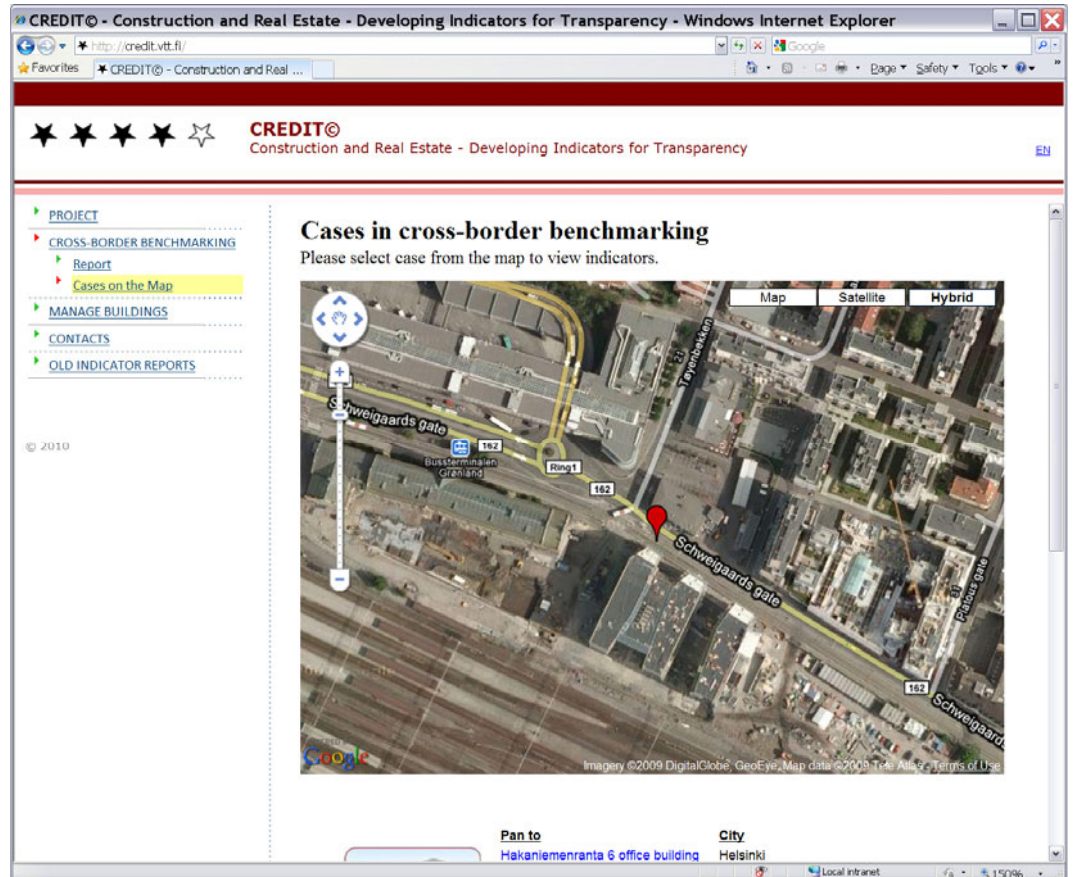 CREDIT© - Construction and Real Estate - Developing Indicators for Transparency - Windows Internet Explorer
http://credit.vtt.fi/
Google
Favorites
CREDIT© - Construction and Real ...
Page Safety Tools
CREDIT©
Construction and Real Estate - Developing Indicators for Transparency
EN
PROJECT
CROSS-BORDER BENCHMARKING
Report
Cases on the Map
MANAGE BUILDINGS
CONTACTS
OLD INDICATOR REPORTS
© 2010
Cases in cross-border benchmarking
Please select case from the map to view indicators.
Map Satellite Hybrid
21
Tøyenbekken
Schweigaards gate
162
Bussterminalen
Grønland
Ring1
162
Schweigaards gate
31
Platous gate
162
Schweigaards
Google
Imagery ©2009 DigitalGlobe, GeoEye, Map data ©2009 Tele Atlas - Terms of Use
Pan to City
Hakaniemenranta 6 office building Helsinki
Local intranet
150%